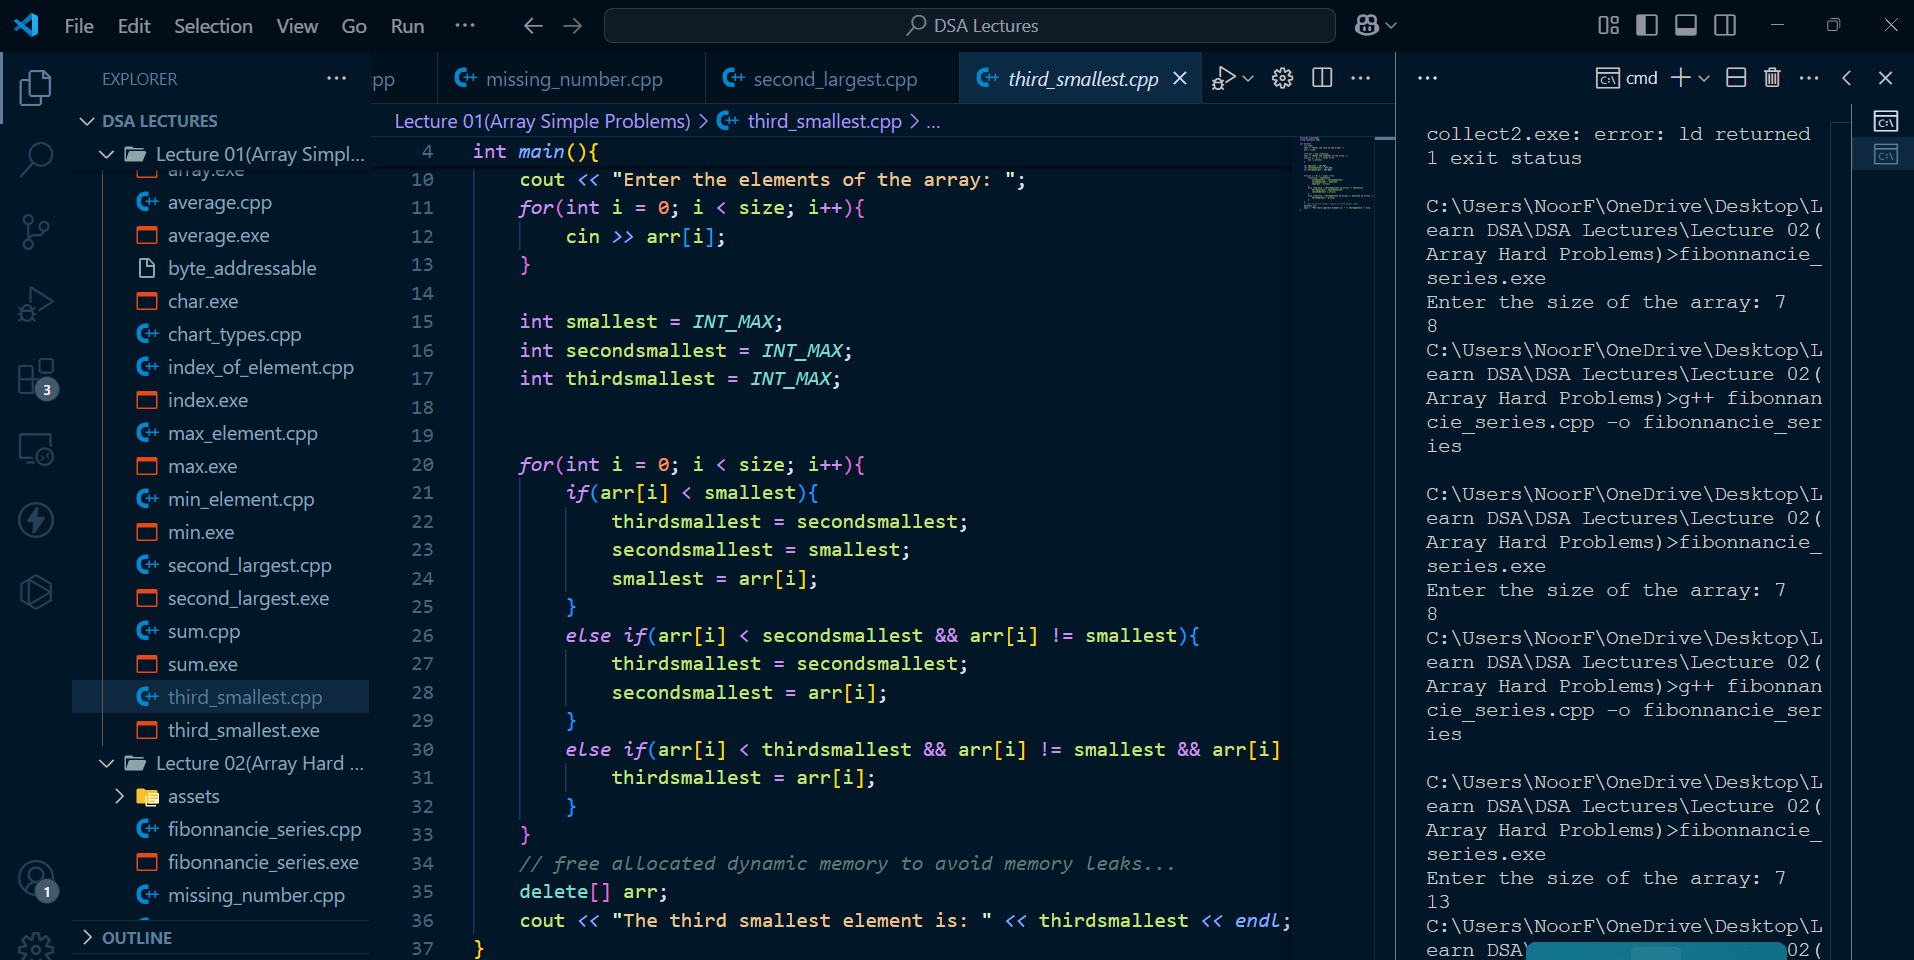 File Edit Selection View Go Run ... DSA Lectures
EXPLORER ...
DSA LECTURES
Lecture 01(Array Simpl...
array.exe
average.cpp
average.exe
byte_addressable
char.exe
chart_types.cpp
index_of_element.cpp
index.exe
max_element.cpp
max.exe
min_element.cpp
min.exe
second_largest.cpp
second_largest.exe
sum.cpp
sum.exe
third_smallest.cpp
third_smallest.exe
Lecture 02(Array Hard ...
assets
fibonnancie_series.cpp
fibonnancie_series.exe
missing_number.cpp
OUTLINE
3
1
pp missing_number.cpp second_largest.cpp third_smallest.cpp
Lecture 01(Array Simple Problems) > third_smallest.cpp > ...
4 int main(){
10 cout << "Enter the elements of the array: ";
11 for(int i = 0; i < size; i++){
12 cin >> arr[i];
13 }
14
15 int smallest = INT_MAX;
16 int secondsmallest = INT_MAX;
17 int thirdsmallest = INT_MAX;
18
19
20 for(int i = 0; i < size; i++){
21 if(arr[i] < smallest){
22 thirdsmallest = secondsmallest;
23 secondsmallest = smallest;
24 smallest = arr[i];
25 }
26 else if(arr[i] < secondsmallest && arr[i] != smallest){
27 thirdsmallest = secondsmallest;
28 secondsmallest = arr[i];
29 }
30 else if(arr[i] < thirdsmallest && arr[i] != smallest && arr[i]
31 thirdsmallest = arr[i];
32 }
33 }
34 // free allocated dynamic memory to avoid memory leaks...
35 delete[] arr;
36 cout << "The third smallest element is: " << thirdsmallest << endl;
37 }
... cmd ...
collect2.exe: error: ld returned
1 exit status
C:\Users\NoorF\OneDrive\Desktop\L
earn DSA\DSA Lectures\Lecture 02(
Array Hard Problems)>fibonnancie_
series.exe
Enter the size of the array: 7
8
C:\Users\NoorF\OneDrive\Desktop\L
earn DSA\DSA Lectures\Lecture 02(
Array Hard Problems)>g++ fibonnan
cie_series.cpp -o fibonnancie_ser
ies
C:\Users\NoorF\OneDrive\Desktop\L
earn DSA\DSA Lectures\Lecture 02(
Array Hard Problems)>fibonnancie_
series.exe
Enter the size of the array: 7
8
C:\Users\NoorF\OneDrive\Desktop\L
earn DSA\DSA Lectures\Lecture 02(
Array Hard Problems)>g++ fibonnan
cie_series.cpp -o fibonnancie_ser
ies
C:\Users\NoorF\OneDrive\Desktop\L
earn DSA\DSA Lectures\Lecture 02(
Array Hard Problems)>fibonnancie_
series.exe
Enter the size of the array: 7
13
C:\Users\NoorF\OneDrive\Desktop\L
earn DSA\ 02(